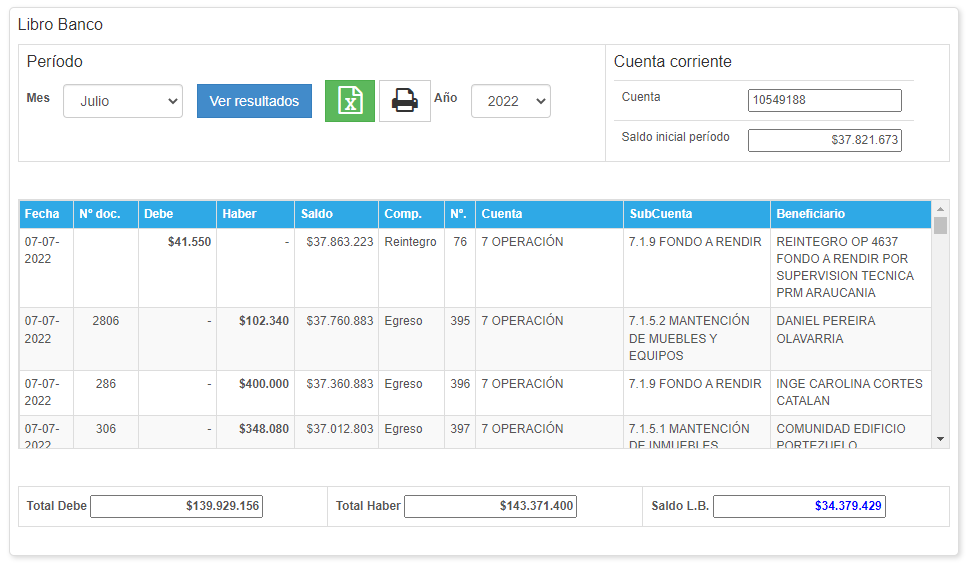 Libro Banco
Período
Cuenta corriente
Mes Julio Ver resultados Año 2022
Cuenta 10549188
Saldo inicial período $37.821.673
Fecha Nº doc. Debe Haber Saldo Comp. Nº. Cuenta SubCuenta Beneficiario
07-07- $41.550 - $37.863.223 Reintegro 76 7 OPERACIÓN 7.1.9 FONDO A RENDIR REINTEGRO OP 4637
2022 FONDO A RENDIR POR
SUPERVISION TECNICA
PRM ARAUCANIA
07-07- 2806 - $102.340 $37.760.883 Egreso 395 7 OPERACIÓN 7.1.5.2 MANTENCIÓN DANIEL PEREIRA
2022 DE MUEBLES Y OLAVARRIA
EQUIPOS
07-07- 286 - $400.000 $37.360.883 Egreso 396 7 OPERACIÓN 7.1.9 FONDO A RENDIR INGE CAROLINA CORTES
2022 CATALAN
07-07- 306 - $348.080 $37.012.803 Egreso 397 7 OPERACIÓN 7.1.5.1 MANTENCIÓN COMUNIDAD EDIFICIO
2022 DE INMUEBLES PORTEZUELO
Total Debe $139.929.156 Total Haber $143.371.400 Saldo L.B. $34.379.429